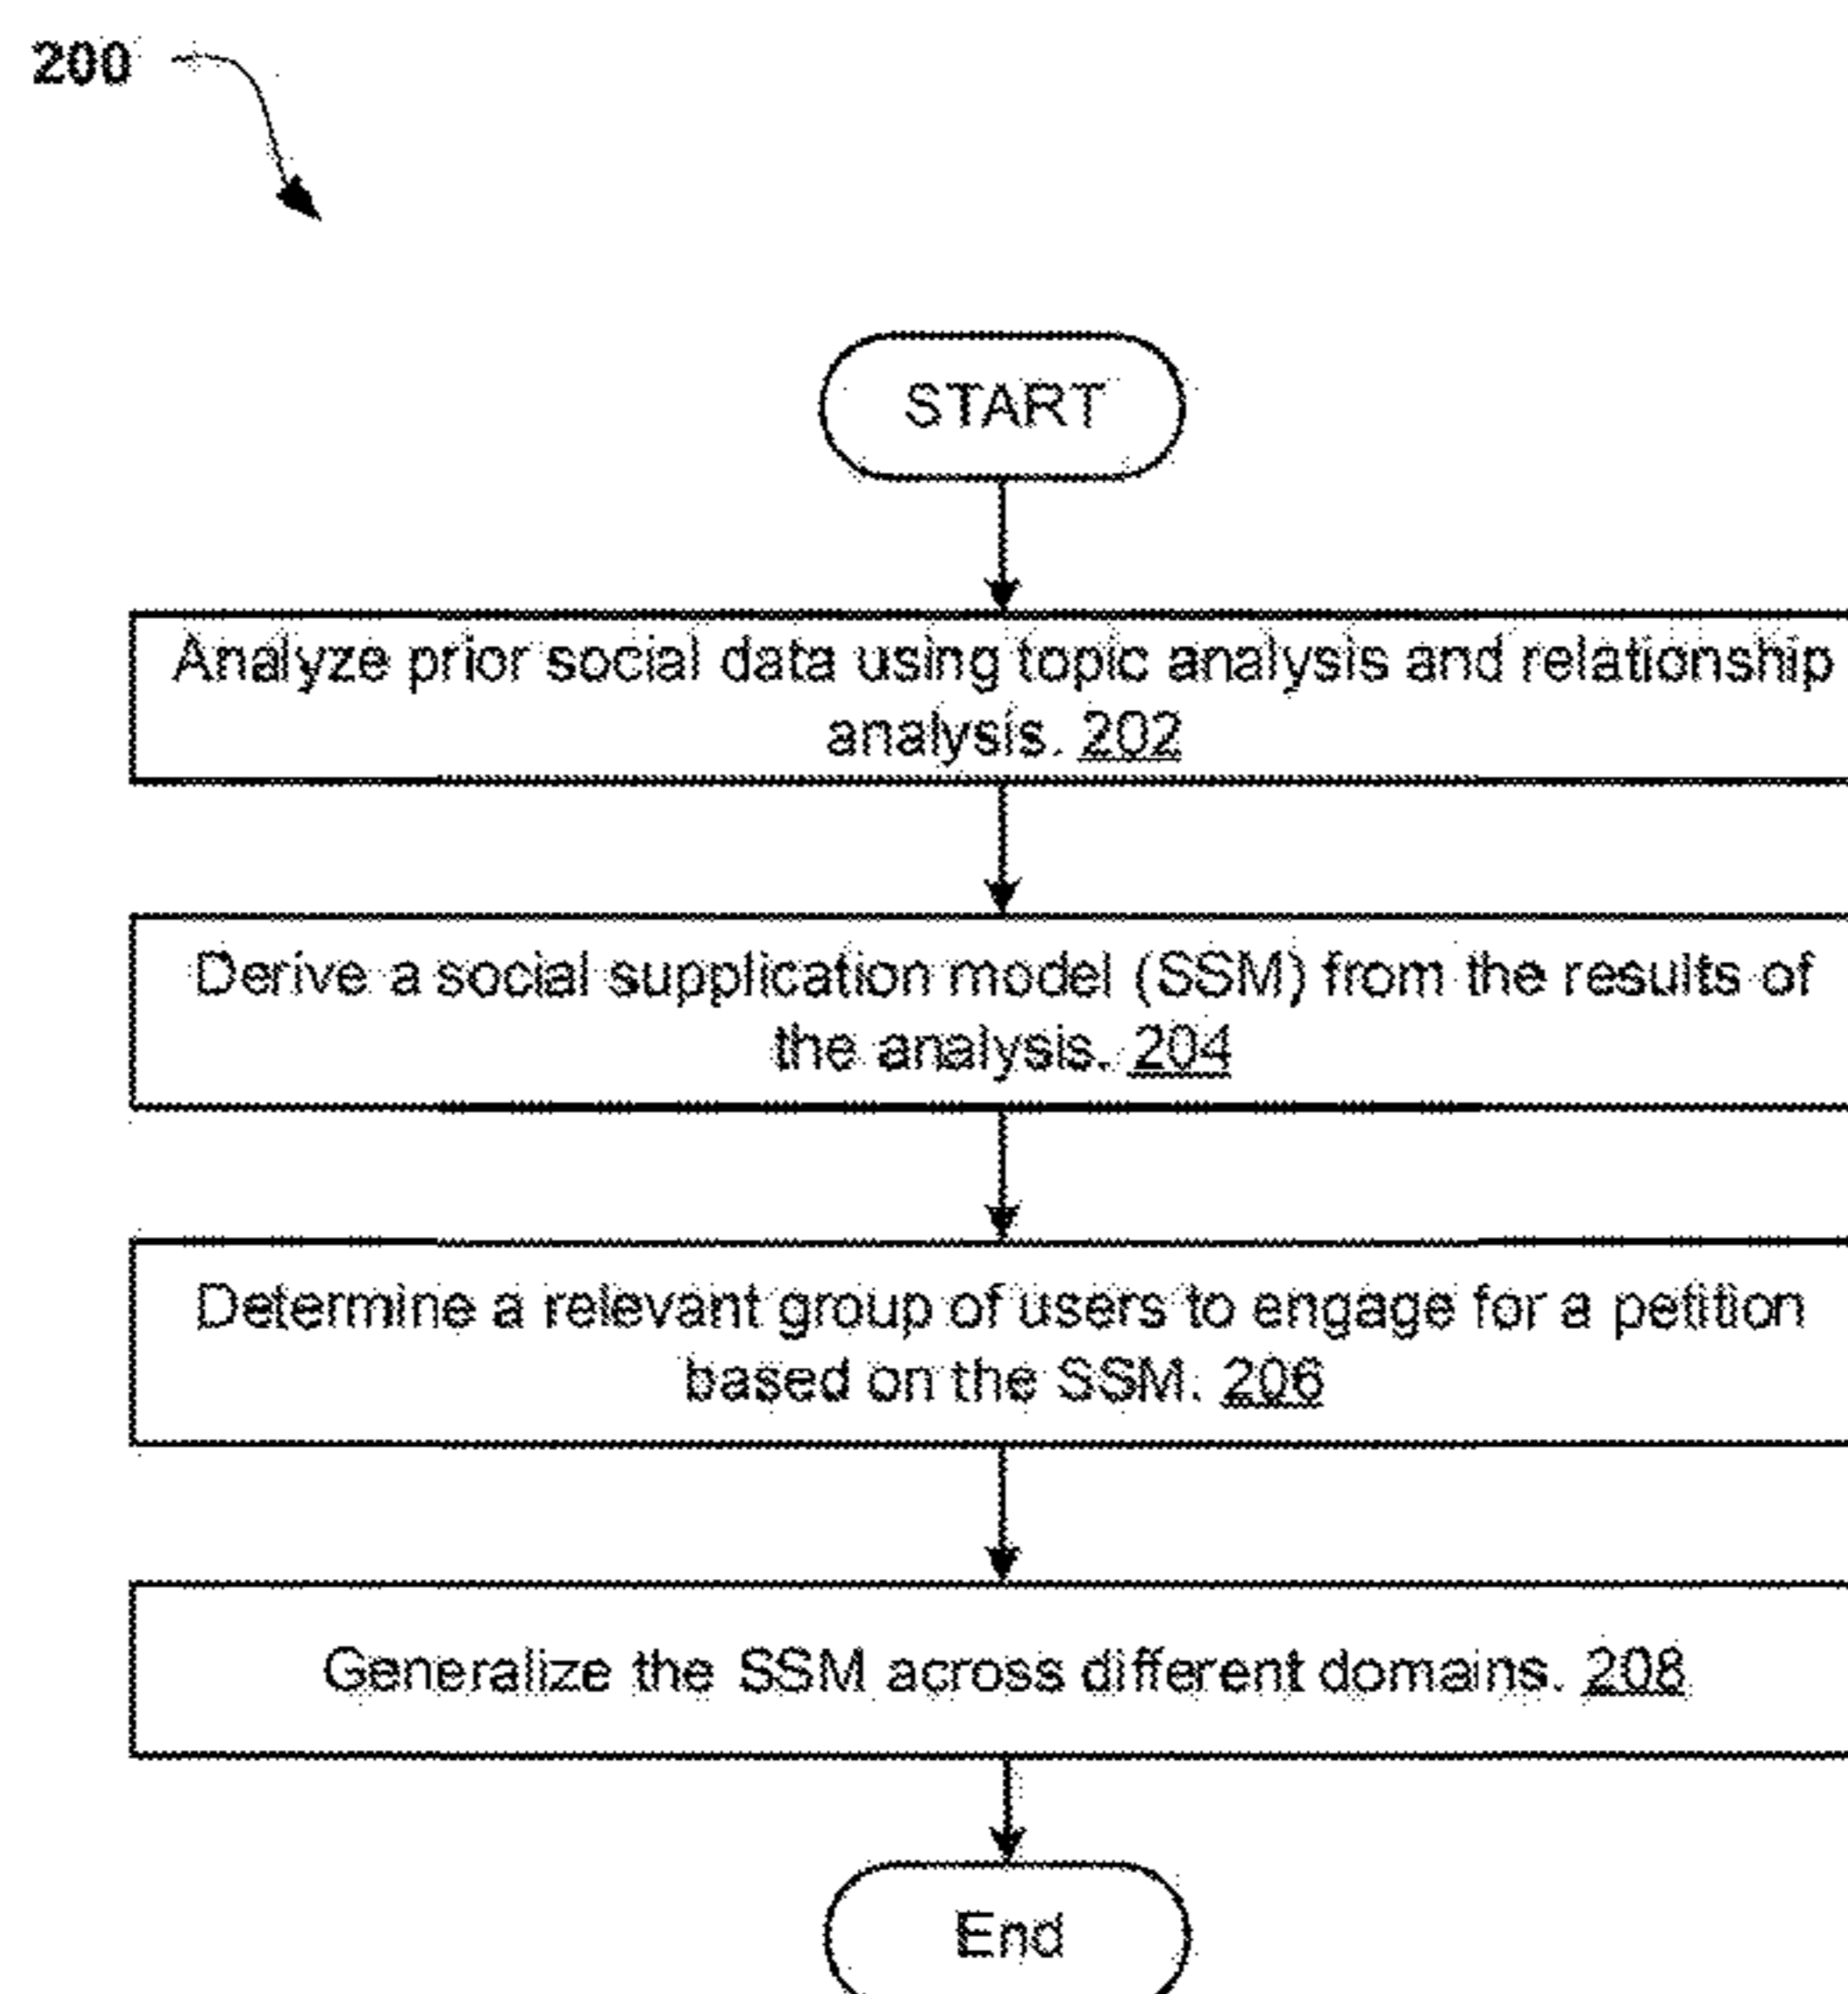 200
START
Analyze prior social data using topic analysis and relationship
analysis. 202
Derive a social supplication model (SSM) from the results of
the analysis. 204
Determine a relevant group of users to engage for a petition
based on the SSM. 206
Generalize the SSM across different domains. 208
End